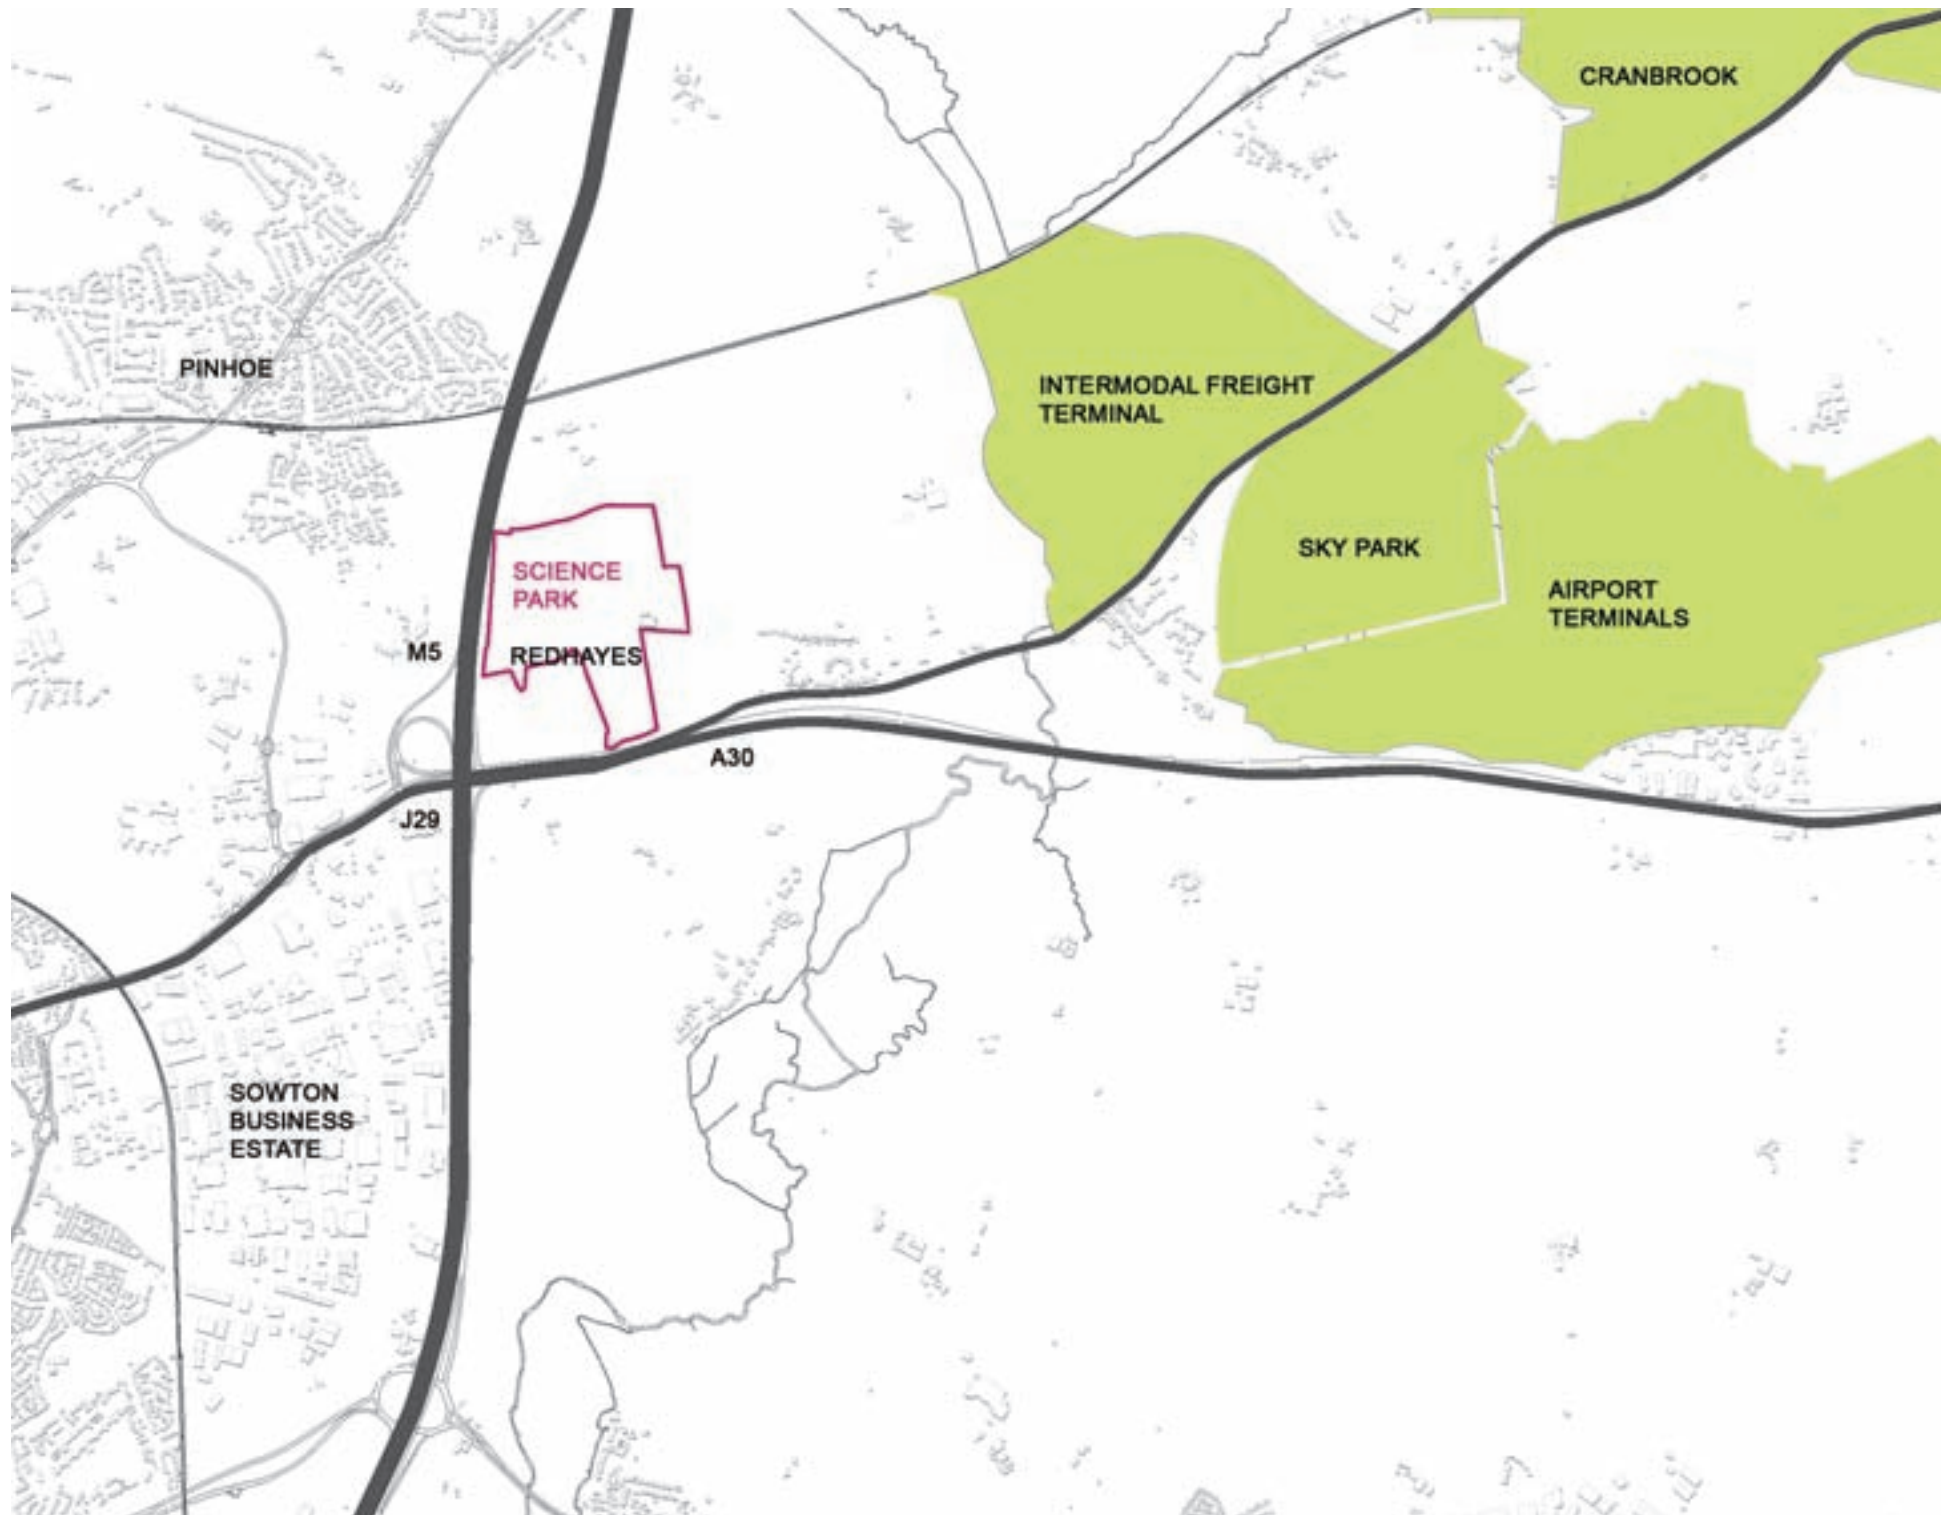 CRANBROOK
PINHOE
INTERMODAL FREIGHT
TERMINAL
SKY PARK
SCIENCE
PARK
AIRPORT
TERMINALS
M5
REDHAYES
A30
J29
SOWTON
BUSINESS
ESTATE